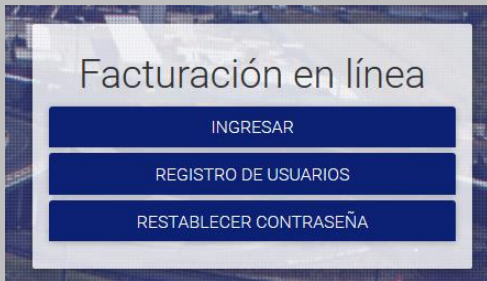 Facturación en línea
INGRESAR
REGISTRO DE USUARIOS
RESTABLECER CONTRASEÑA